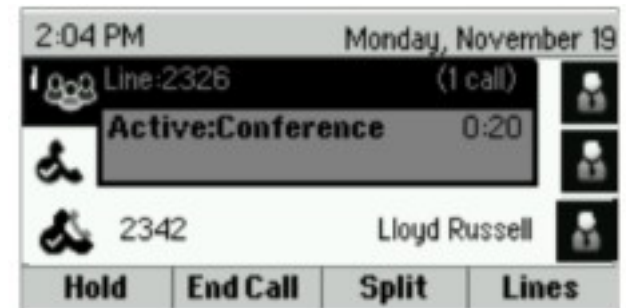 2:04 PM Monday, November 19
Line:2326 (1 call)
Active:Conference 0:20
2342 Lloyd Russell
Hold End Call Split Lines